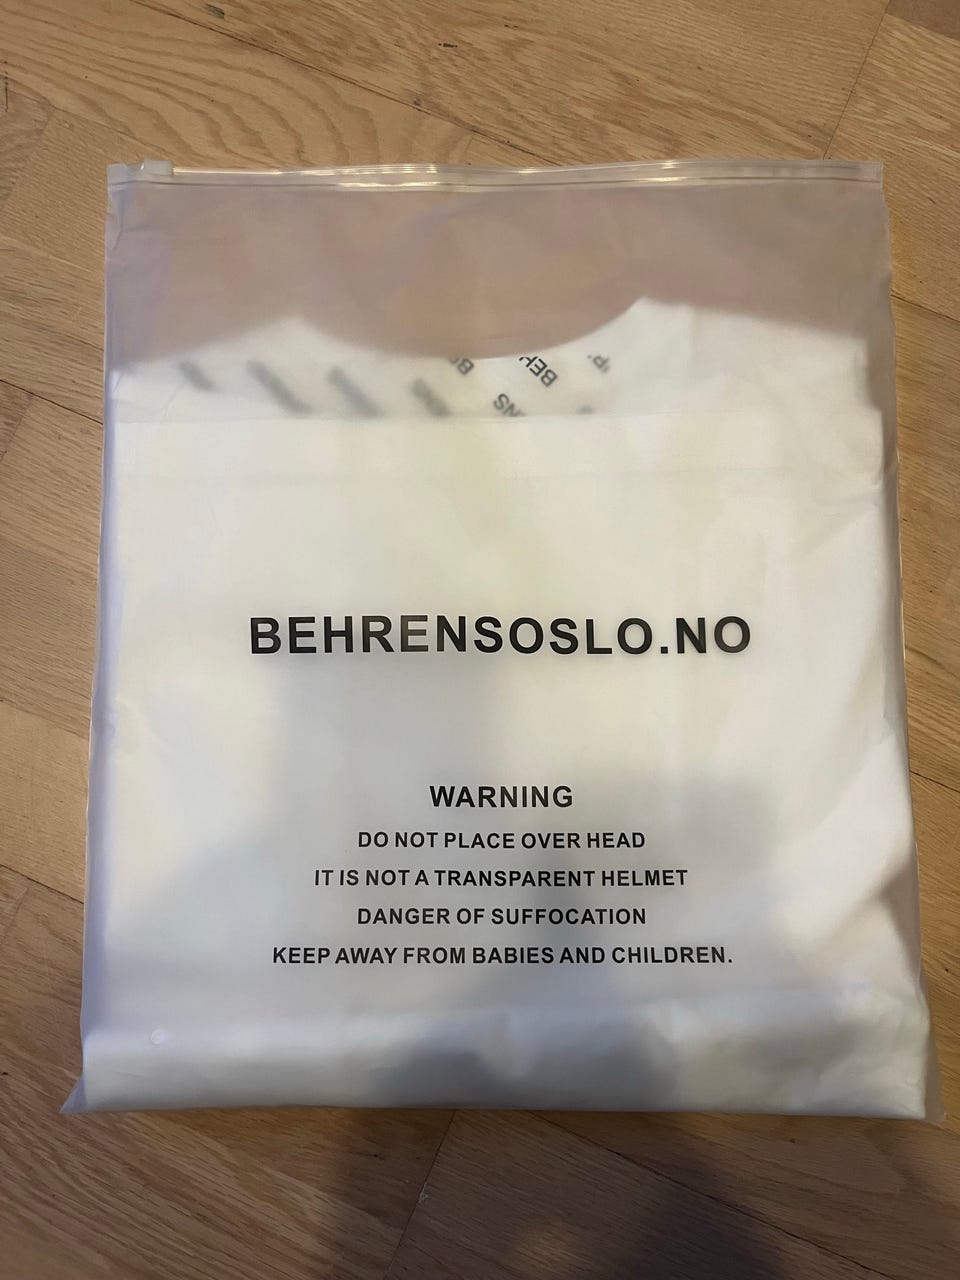 BEHRENSOSLO.NO
WARNING
DO NOT PLACE OVER HEAD
IT IS NOT A TRANSPARENT HELMET
DANGER OF SUFFOCATION
KEEP AWAY FROM BABIES AND CHILDREN.